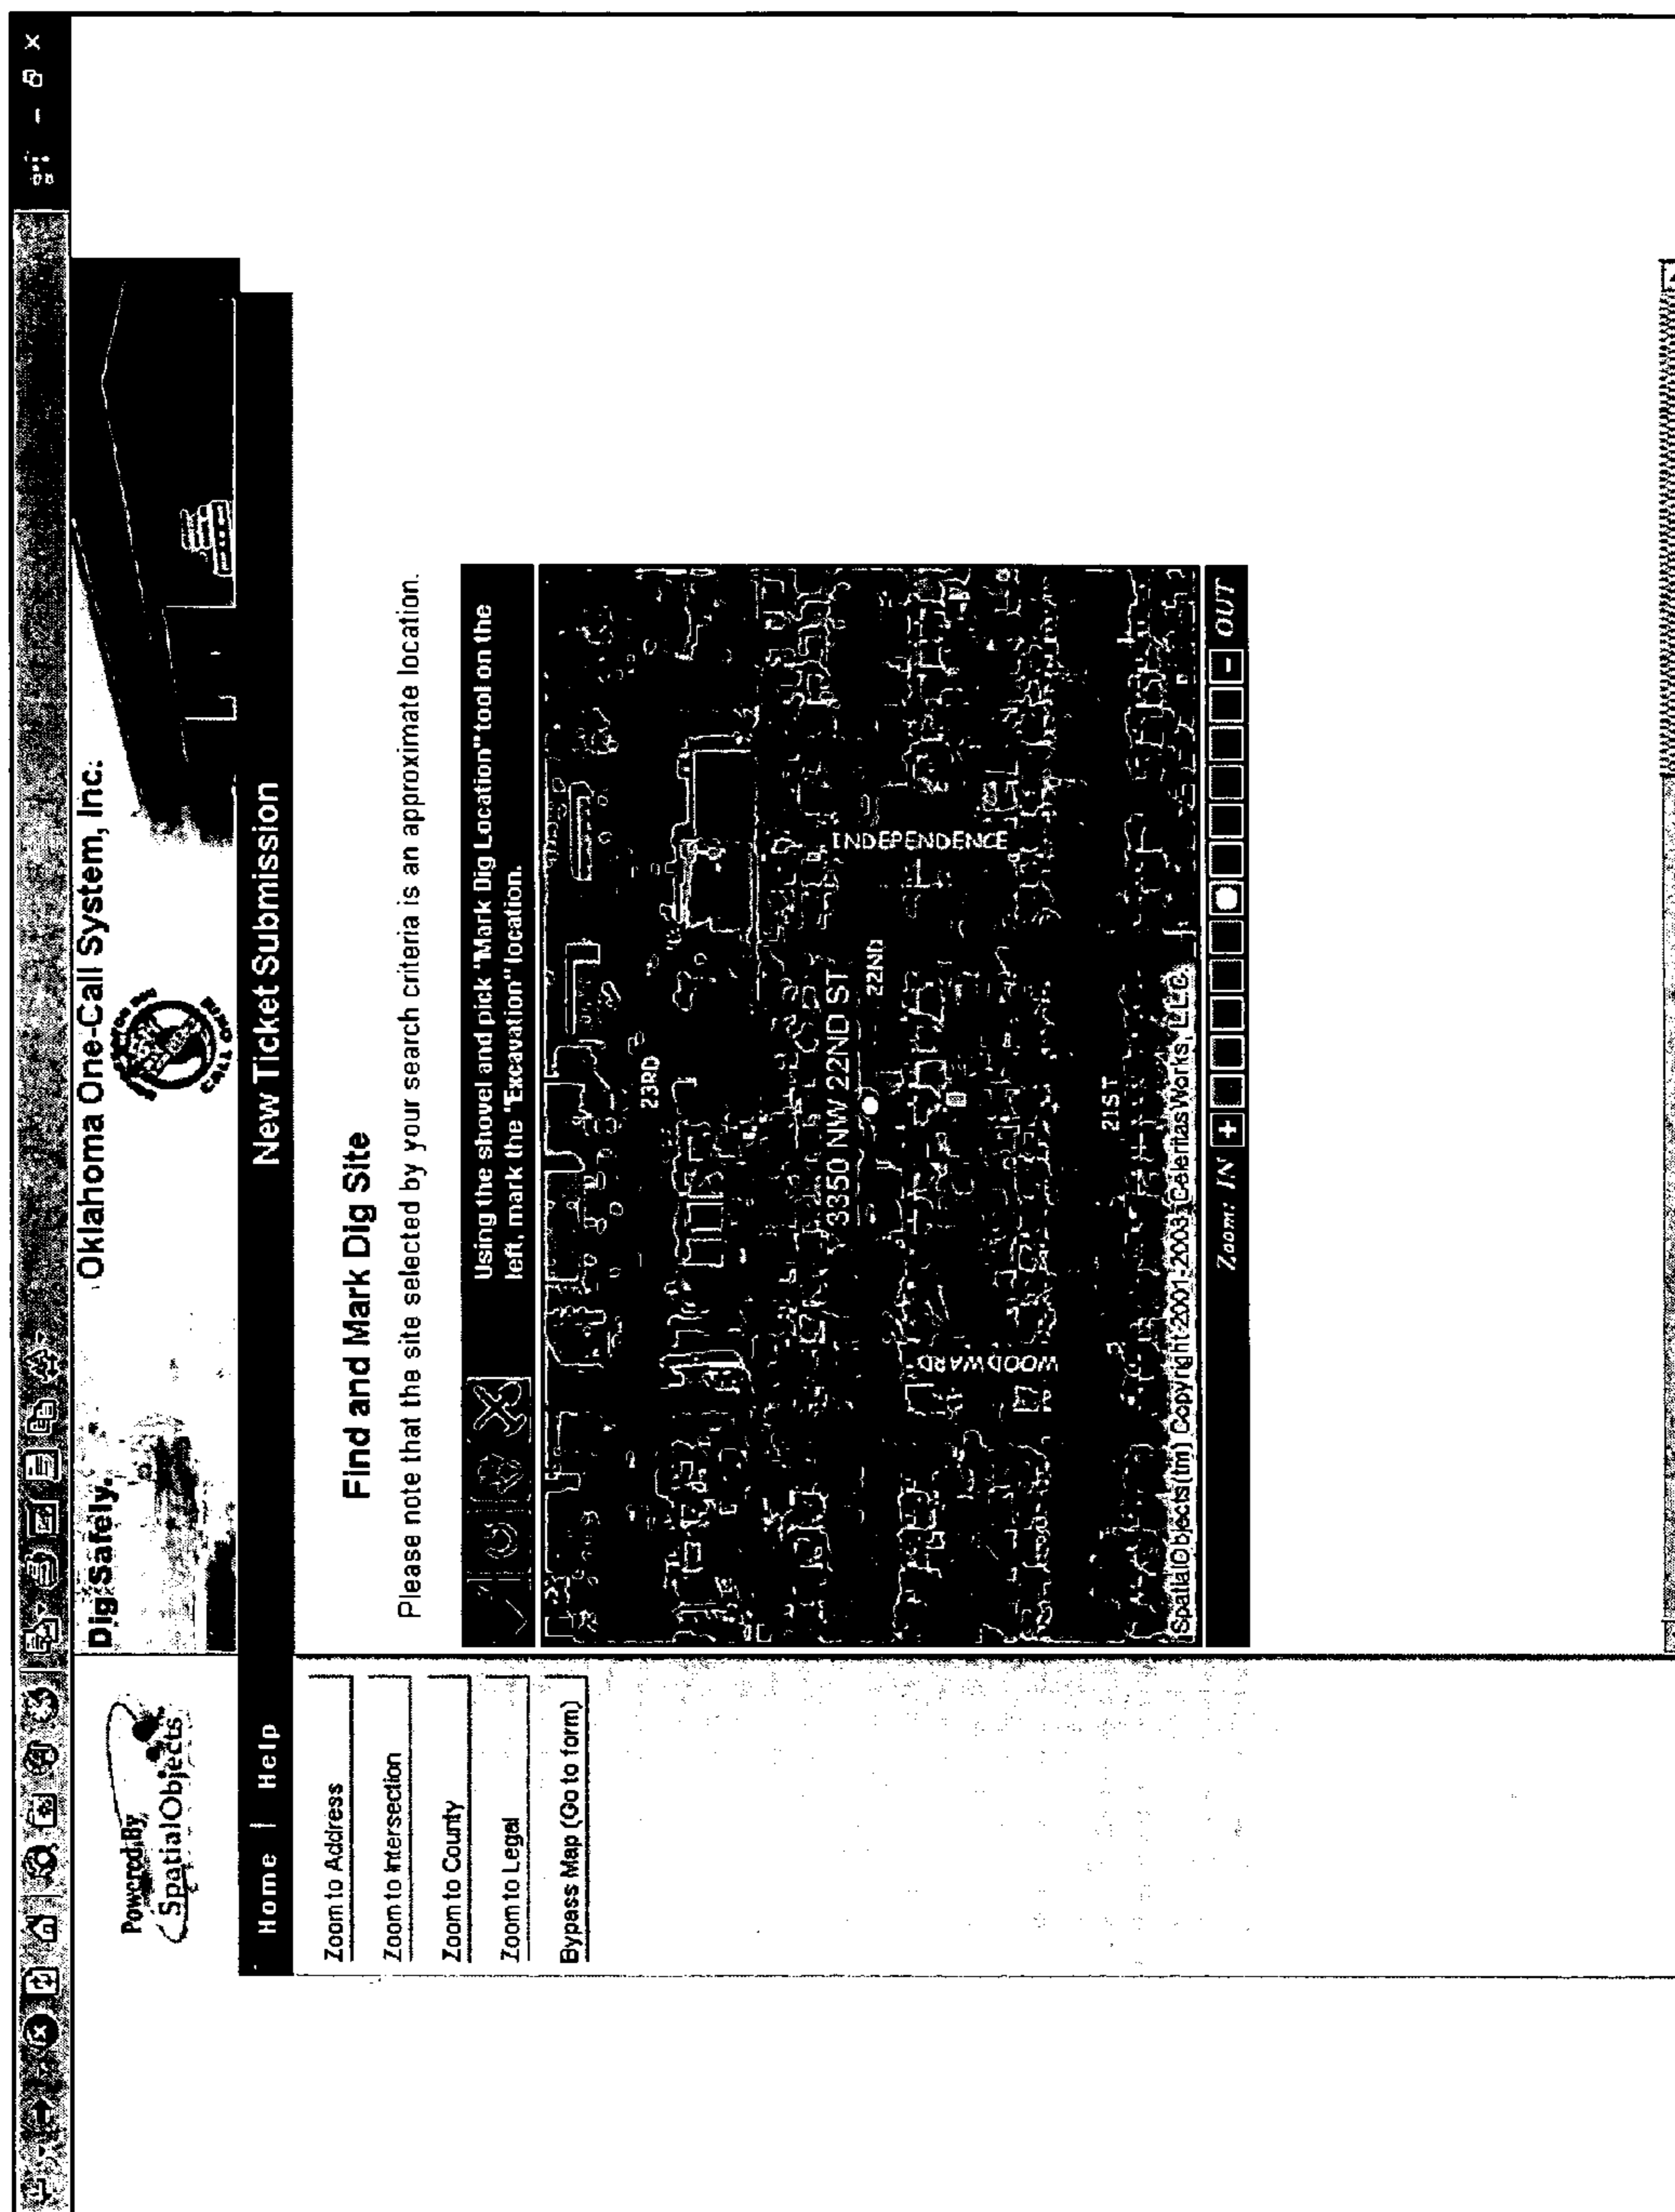 Powered By
SpatialObjects
Dig safely.
Oklahoma One-Call System, Inc.
Home | Help
New Ticket Submission
Zoom to Address
Zoom to Intersection
Zoom to County
Zoom to Legal
Bypass Map (Go to form)
Find and Mark Dig Site
Please note that the site selected by your search criteria is an approximate location.
Using the shovel and pick "Mark Dig Location" tool on the
left, mark the "Excavation" location.
23RD
3350 NW 22ND ST
22ND
INDEPENDENCE
WOODWARD
21ST
SpatialObjects(tm) Copyright 2001-2003 CeleritasWorks, LLC.
Zoom: IN + - OUT